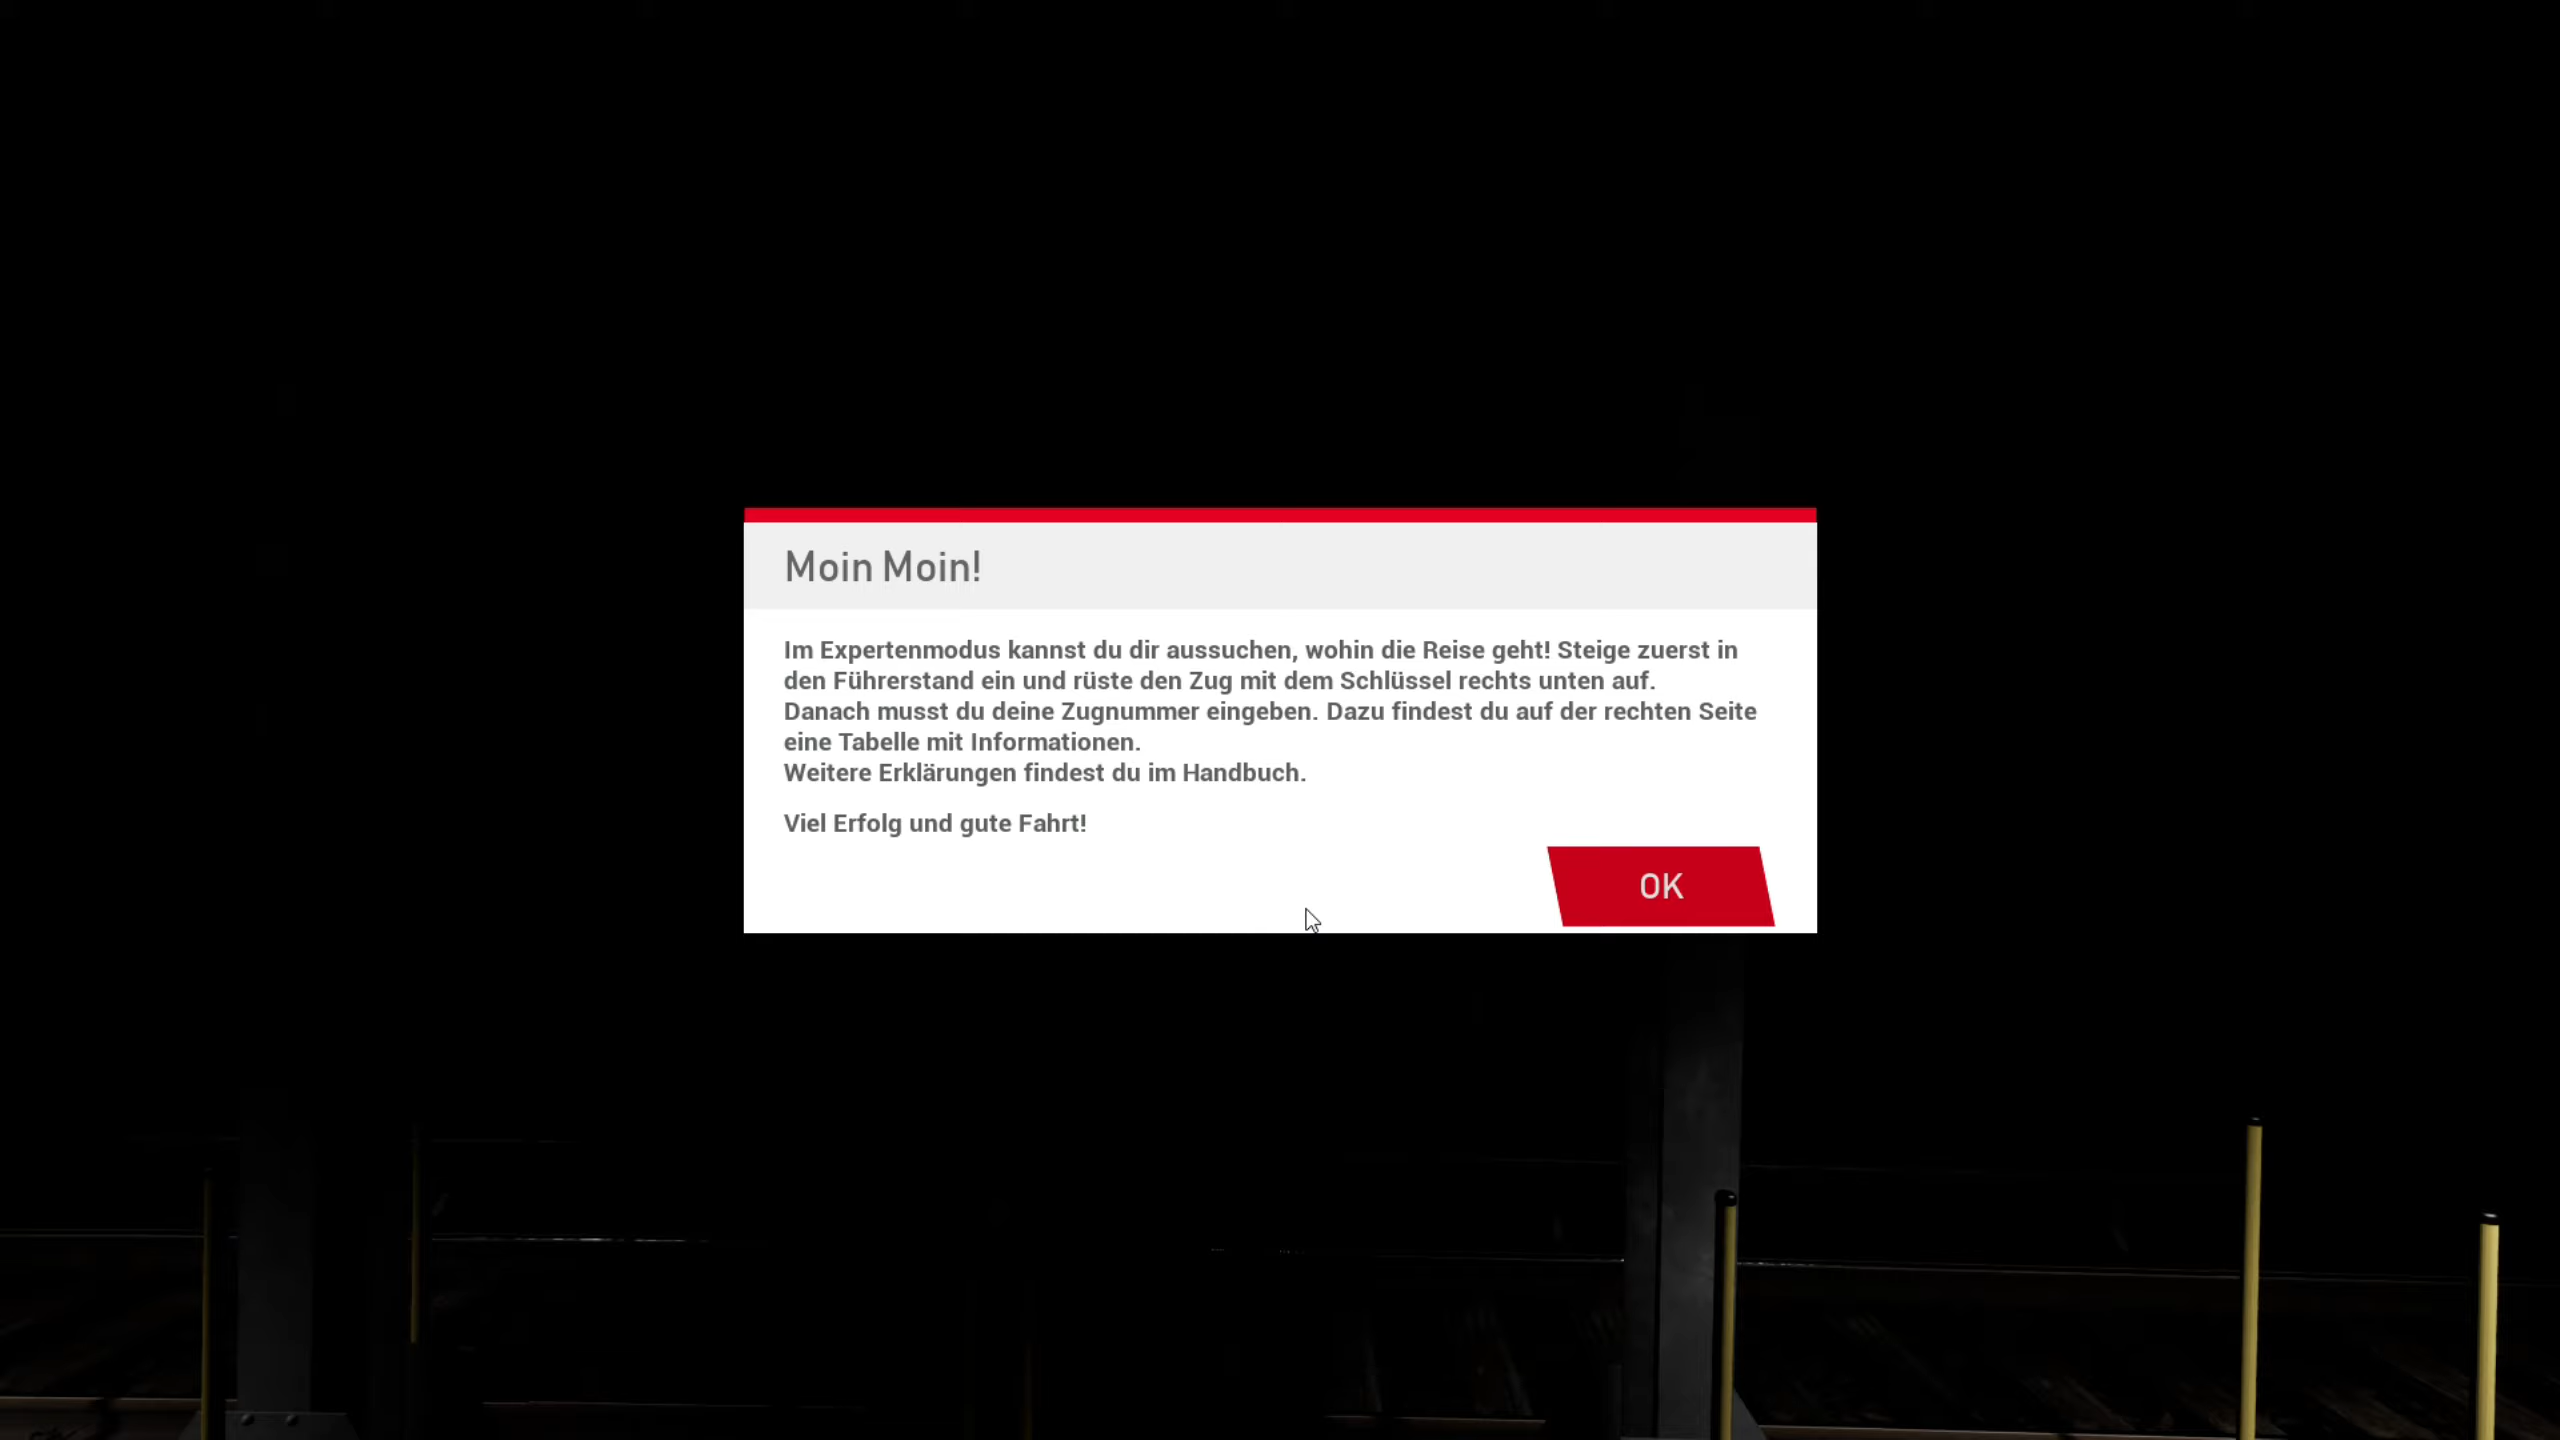 Moin Moin!
Im Expertenmodus kannst du dir aussuchen, wohin die Reise geht! Steige zuerst in
den Führerstand ein und rüste den Zug mit dem Schlüssel rechts unten auf.
Danach musst du deine Zugnummer eingeben. Dazu findest du auf der rechten Seite
eine Tabelle mit Informationen.
Weitere Erklärungen findest du im Handbuch.
Viel Erfolg und gute Fahrt!
OK